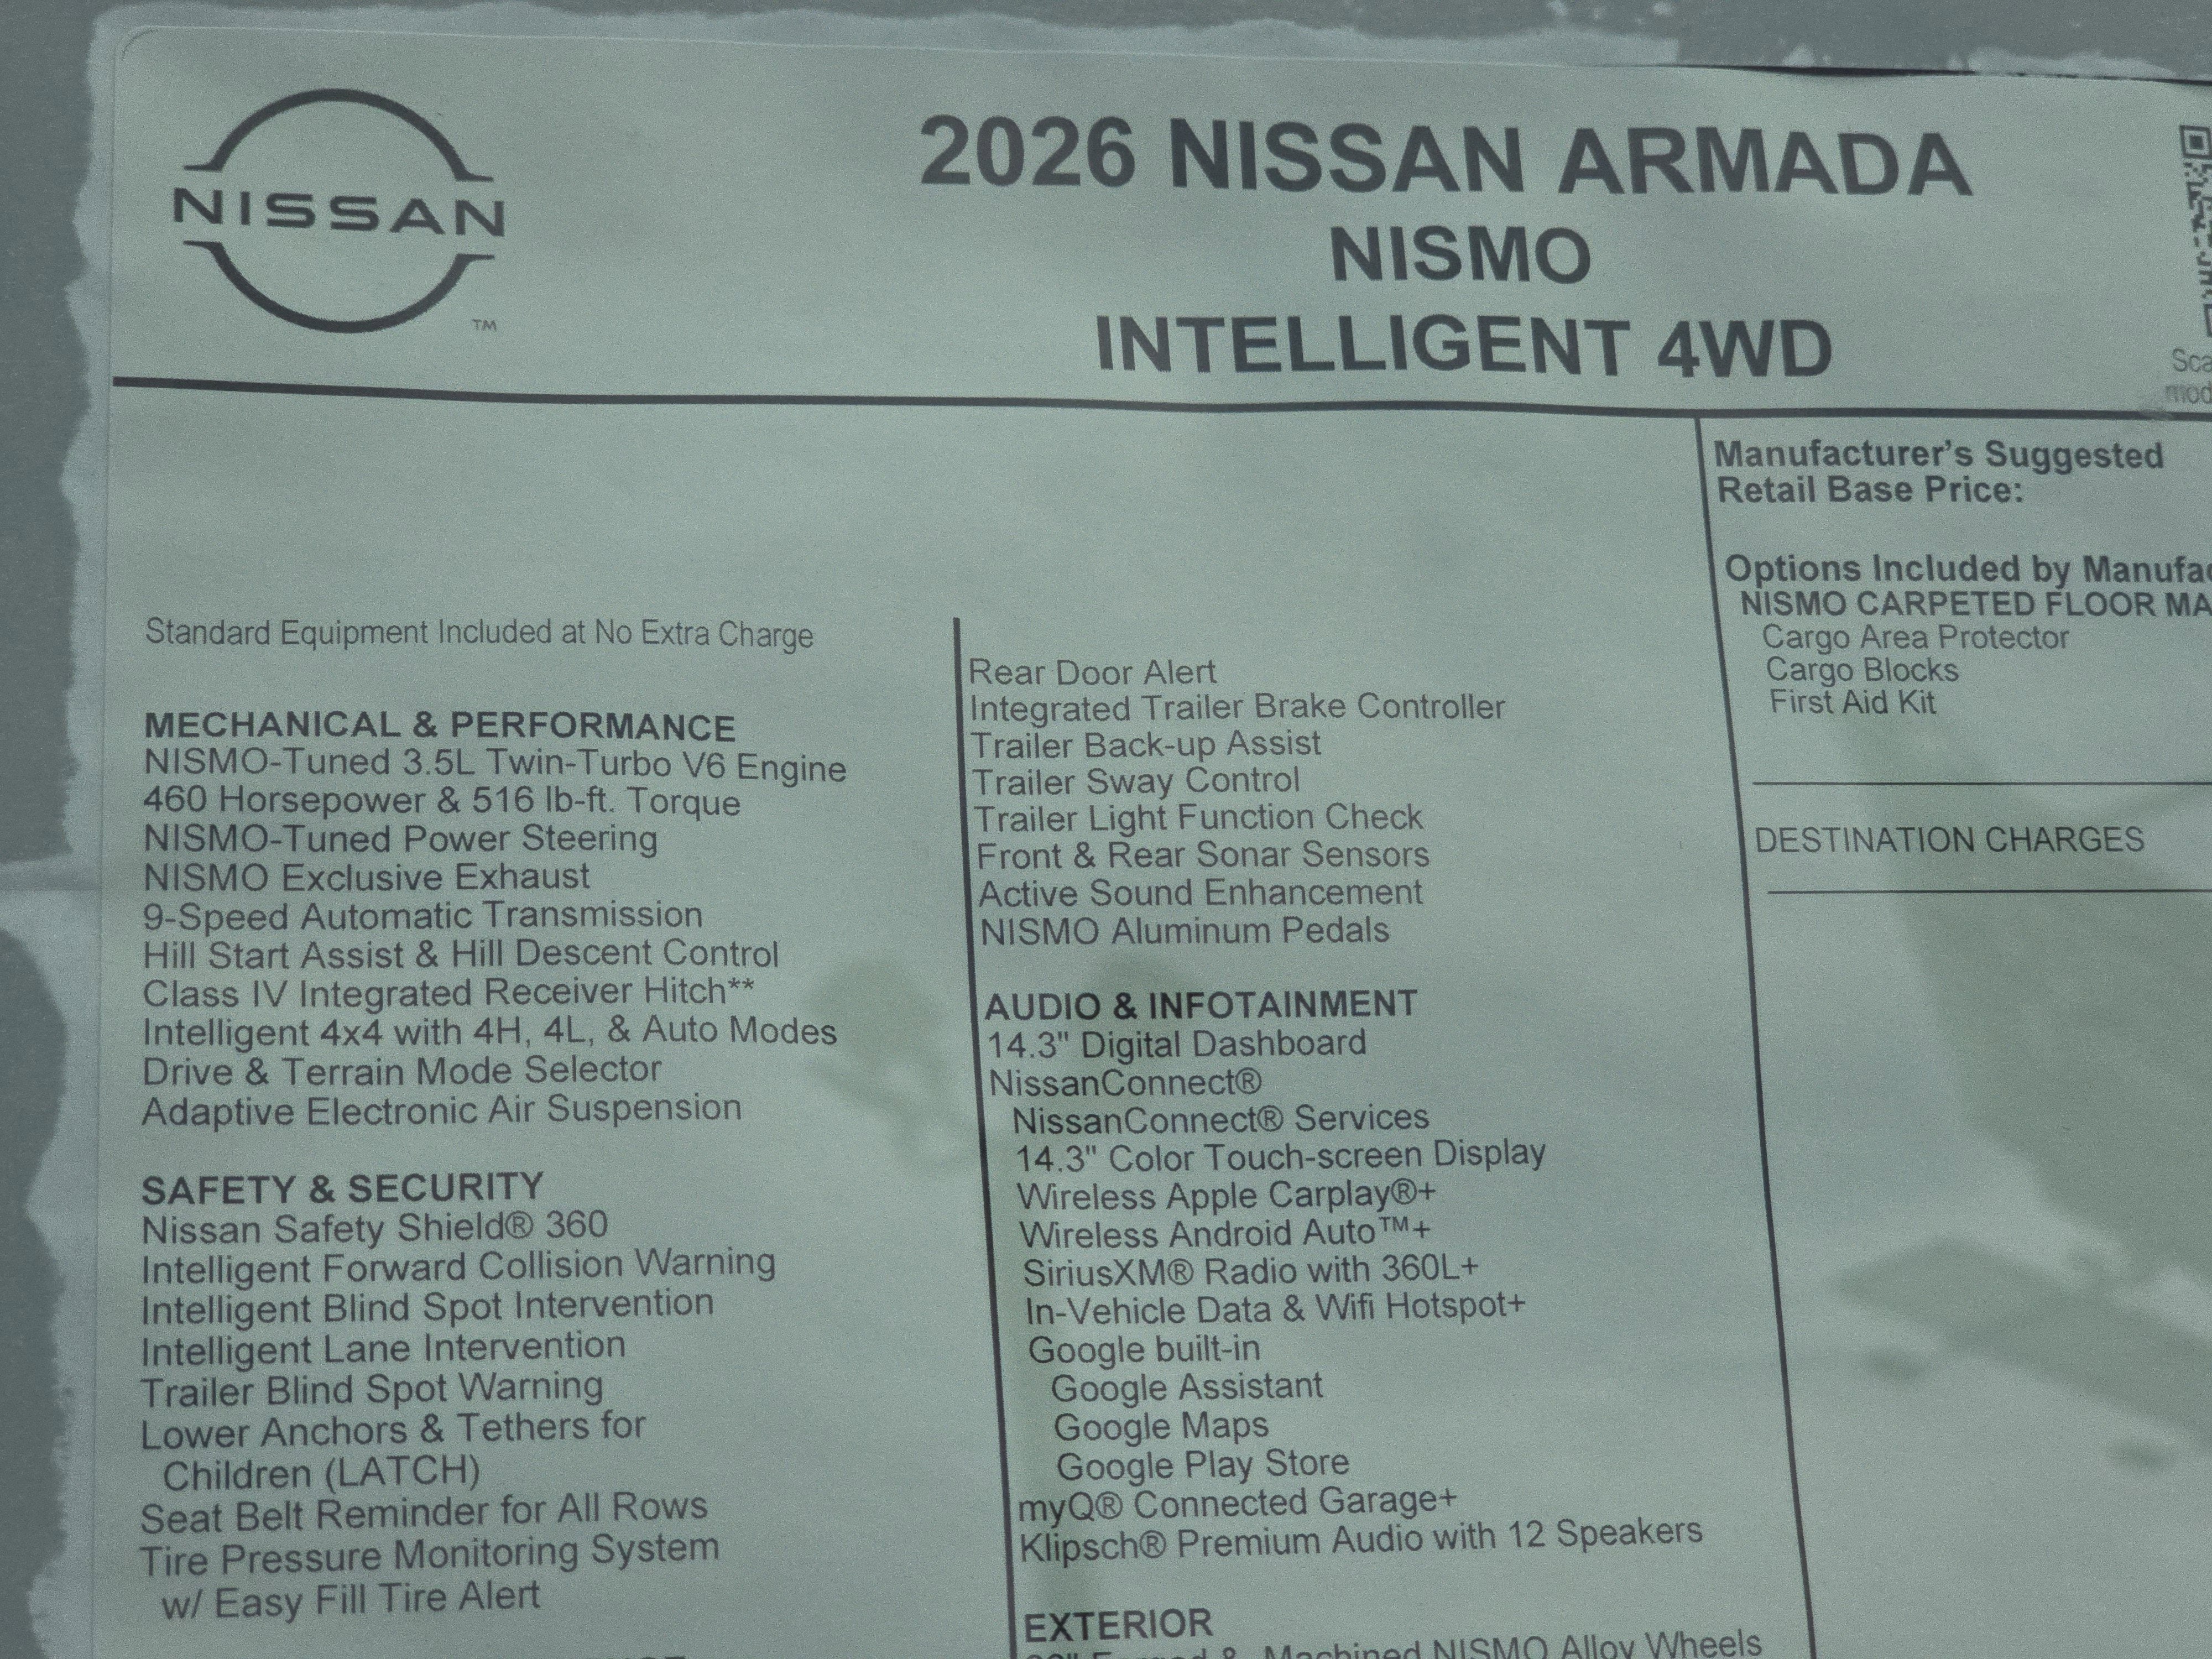 NISSAN
TM
2026 NISSAN ARMADA
NISMO
INTELLIGENT 4WD
Standard Equipment Included at No Extra Charge
MECHANICAL & PERFORMANCE
NISMO-Tuned 3.5L Twin-Turbo V6 Engine
460 Horsepower & 516 lb-ft. Torque
NISMO-Tuned Power Steering
NISMO Exclusive Exhaust
9-Speed Automatic Transmission
Hill Start Assist & Hill Descent Control
Class IV Integrated Receiver Hitch**
Intelligent 4x4 with 4H, 4L, & Auto Modes
Drive & Terrain Mode Selector
Adaptive Electronic Air Suspension
SAFETY & SECURITY
Nissan Safety Shield® 360
Intelligent Forward Collision Warning
Intelligent Blind Spot Intervention
Intelligent Lane Intervention
Trailer Blind Spot Warning
Lower Anchors & Tethers for
Children (LATCH)
Seat Belt Reminder for All Rows
Tire Pressure Monitoring System
w/ Easy Fill Tire Alert
Rear Door Alert
Integrated Trailer Brake Controller
Trailer Back-up Assist
Trailer Sway Control
Trailer Light Function Check
Front & Rear Sonar Sensors
Active Sound Enhancement
NISMO Aluminum Pedals
AUDIO & INFOTAINMENT
14.3" Digital Dashboard
NissanConnect®
NissanConnect® Services
14.3" Color Touch-screen Display
Wireless Apple Carplay®+
Wireless Android Auto™+
SiriusXM® Radio with 360L+
In-Vehicle Data & Wifi Hotspot+
Google built-in
Google Assistant
Google Maps
Google Play Store
myQ® Connected Garage+
Klipsch® Premium Audio with 12 Speakers
EXTERIOR
& Machined NISMO Alloy Wheels
Manufacturer's Suggested
Retail Base Price:
Options Included by
NISMO CARPETED FLOOR
Cargo Area Protector
Cargo Blocks
First Aid Kit
DESTINATION CHARGES